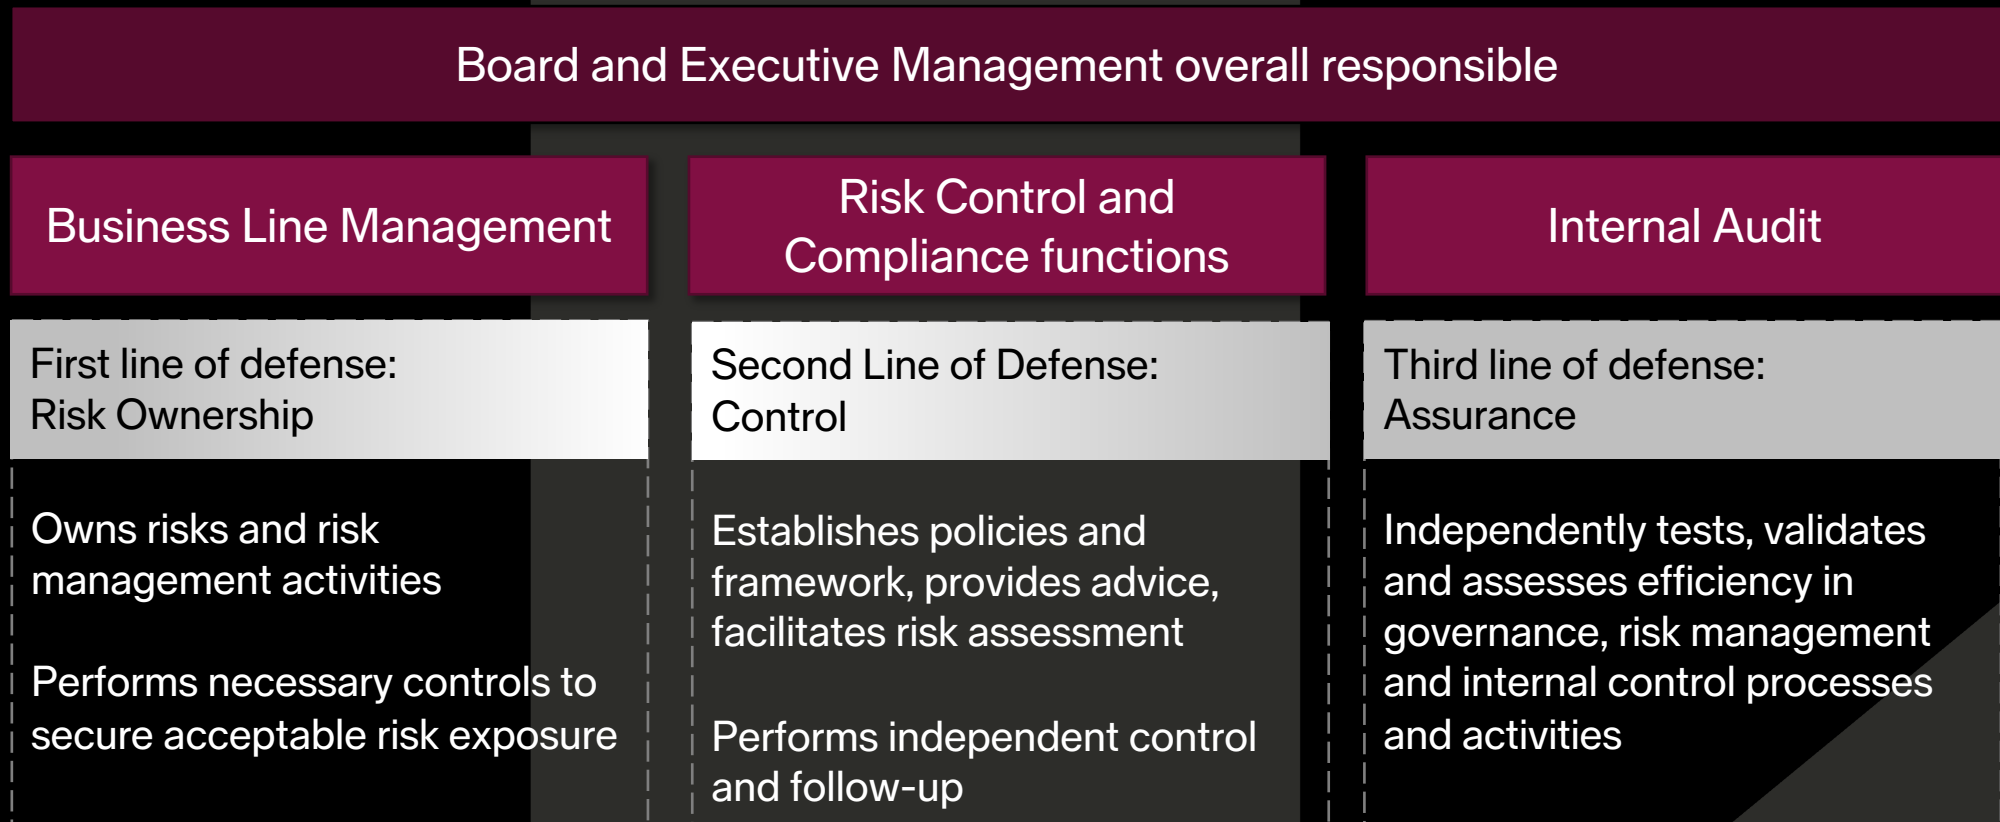 Board and Executive Management overall responsible
Business Line Management
Risk Control and
Compliance functions
Internal Audit
First line of defense:
Risk Ownership
Second Line of Defense:
Control
Third line of defense:
Assurance
Owns risks and risk
management activities
Performs necessary controls to
secure acceptable risk exposure
Establishes policies and
framework, provides advice,
facilitates risk assessment
Performs independent control
and follow-up
Independently tests, validates
and assesses efficiency in
governance, risk management
and internal control processes
and activities